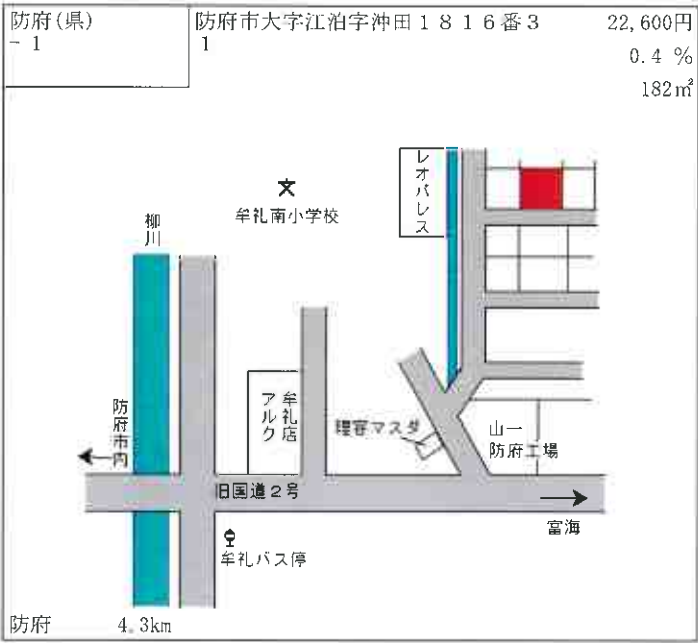 防府(県)
- 1
防府市大字江泊字沖田1816番3
1
22,600円
0.4 %
182㎡
レオパレス
文
牟礼南小学校
柳川
牟礼店
アルク
防府市内
理容マスダ
山一
防府工場
旧国道2号
富海
牟礼バス停
防府 4.3km